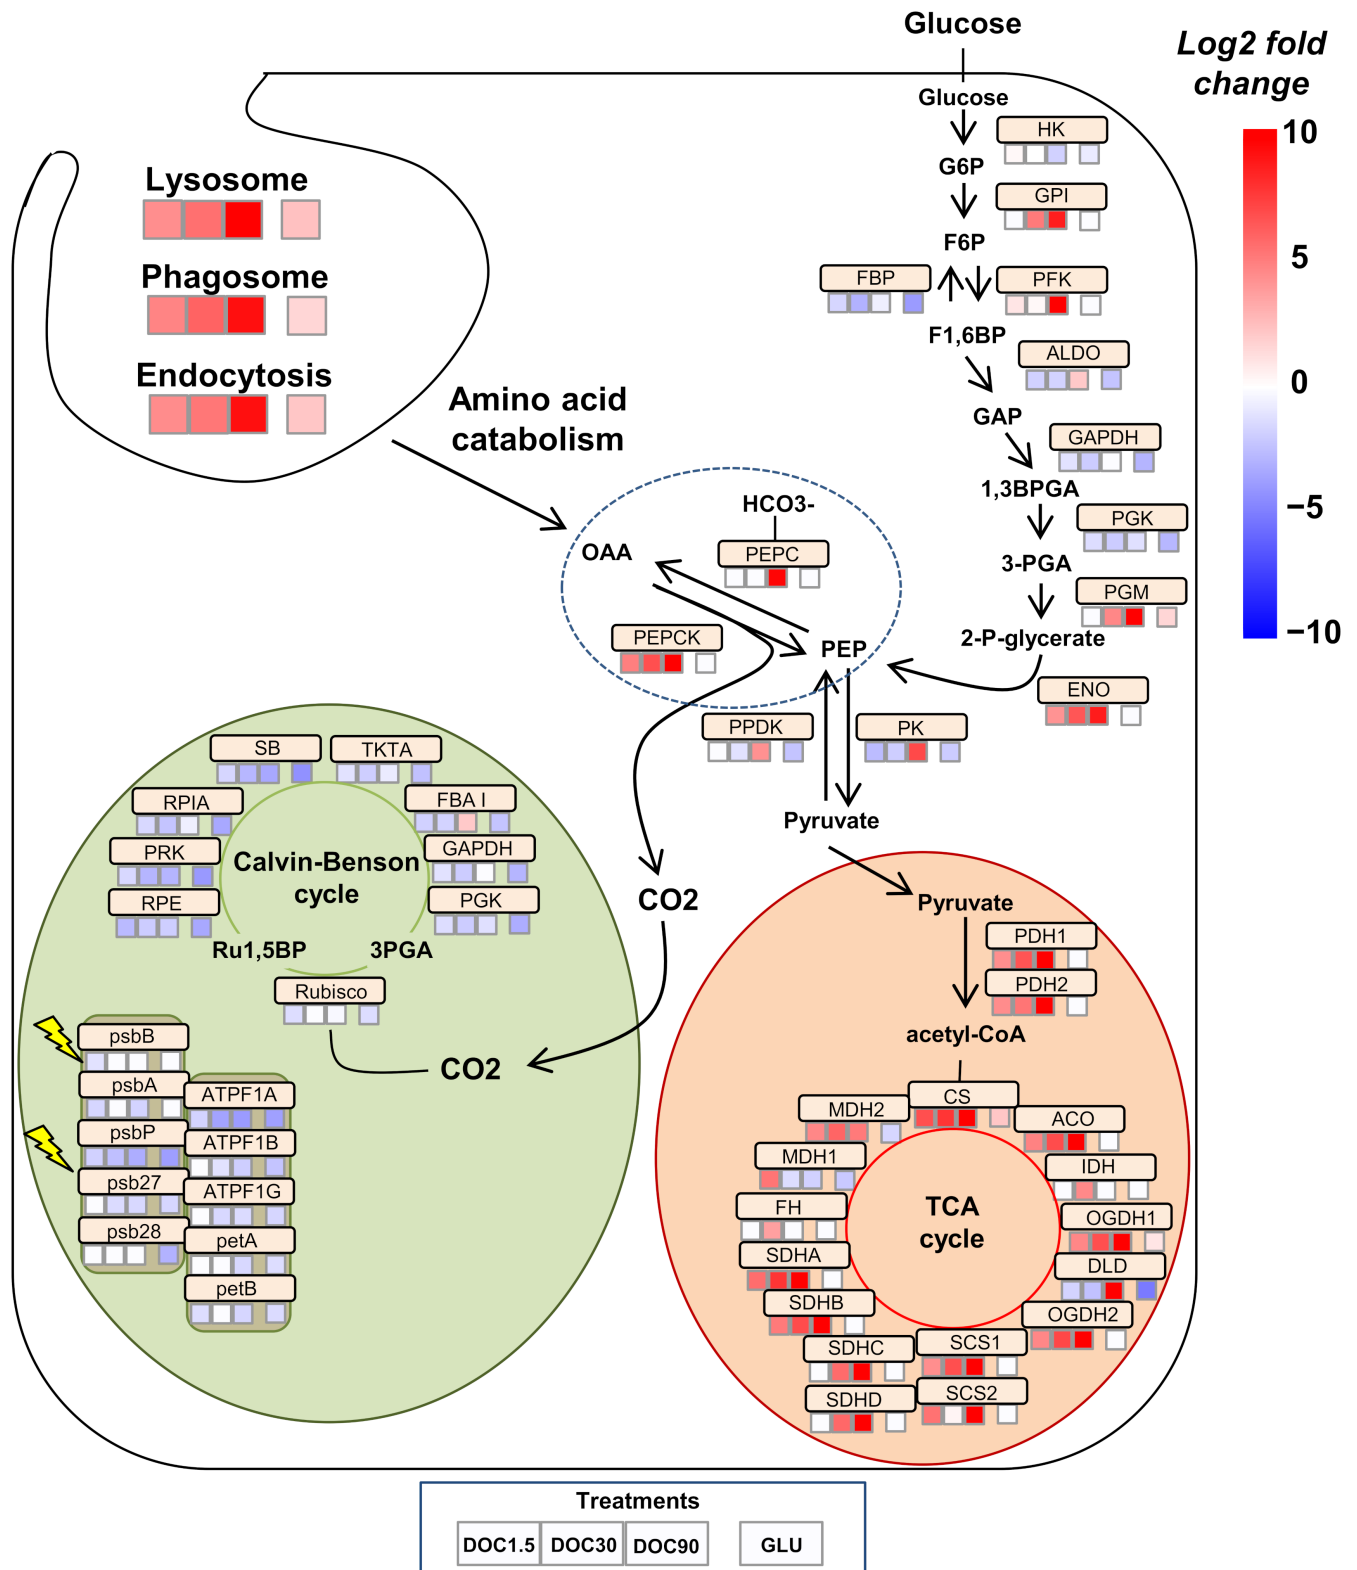 Glucose
Log2 fold
change
Glucose
HK
G6P
GPI
F6P
FBP
PFK
F1,6BP
ALDO
GAP
GAPDH
1,3BPGA
PGK
3-PGA
PGM
2-P-glycerate
ENO
10
5
0
−5
−10
Lysosome
Phagosome
Endocytosis
Amino acid
catabolism
HCO3-
OAA
PEPC
PEPCK
PEP
PPDK
PK
Pyruvate
CO2
SB
TKTA
RPIA
FBA I
PRK
GAPDH
RPE
PGK
Calvin-Benson
cycle
Ru1,5BP
3PGA
Rubisco
CO2
psbB
psbA
psbP
psb27
psb28
ATPF1A
ATPF1B
ATPF1G
petA
petB
Pyruvate
PDH1
PDH2
acetyl-CoA
CS
MDH2
ACO
MDH1
IDH
FH
OGDH1
SDHA
DLD
SDHB
OGDH2
SDHC
SCS1
SDHD
SCS2
TCA
cycle
Treatments
DOC1.5 DOC30 DOC90 GLU